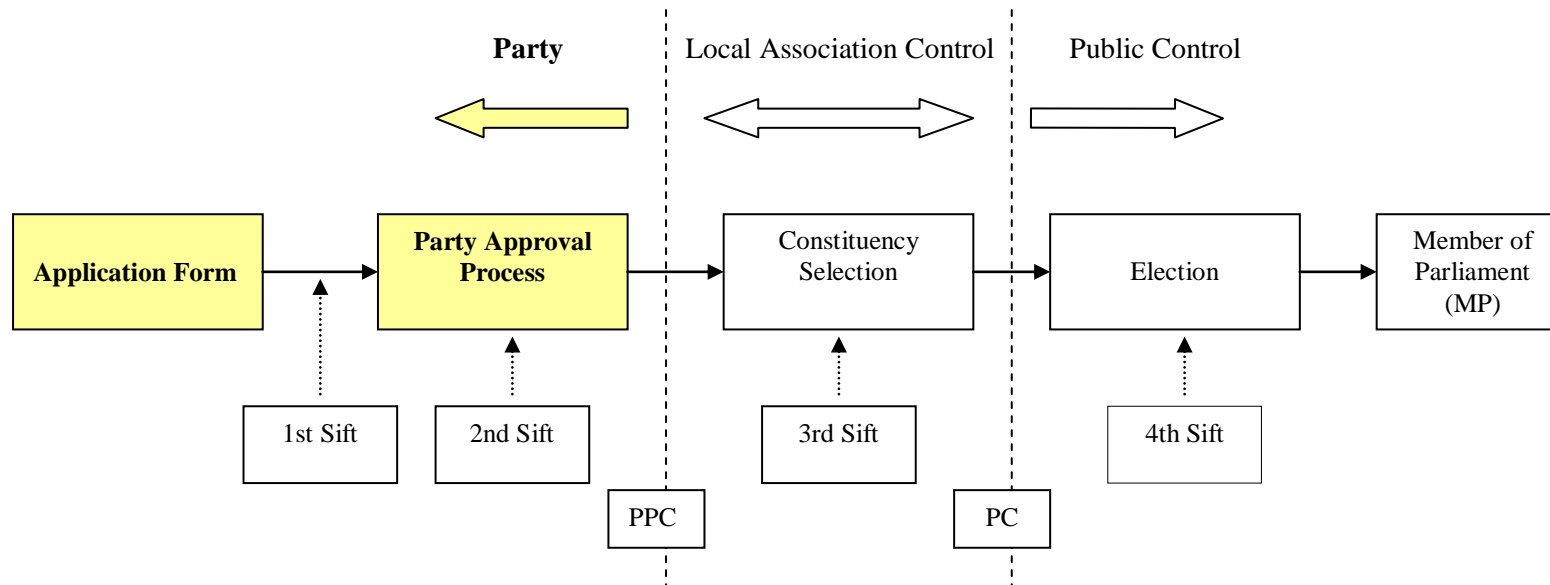 Party
Local Association Control
Public Control
Application Form
Party Approval
Process
Constituency
Selection
Election
Member of
Parliament
(MP)
1st Sift
2nd Sift
3rd Sift
4th Sift
PPC
PC